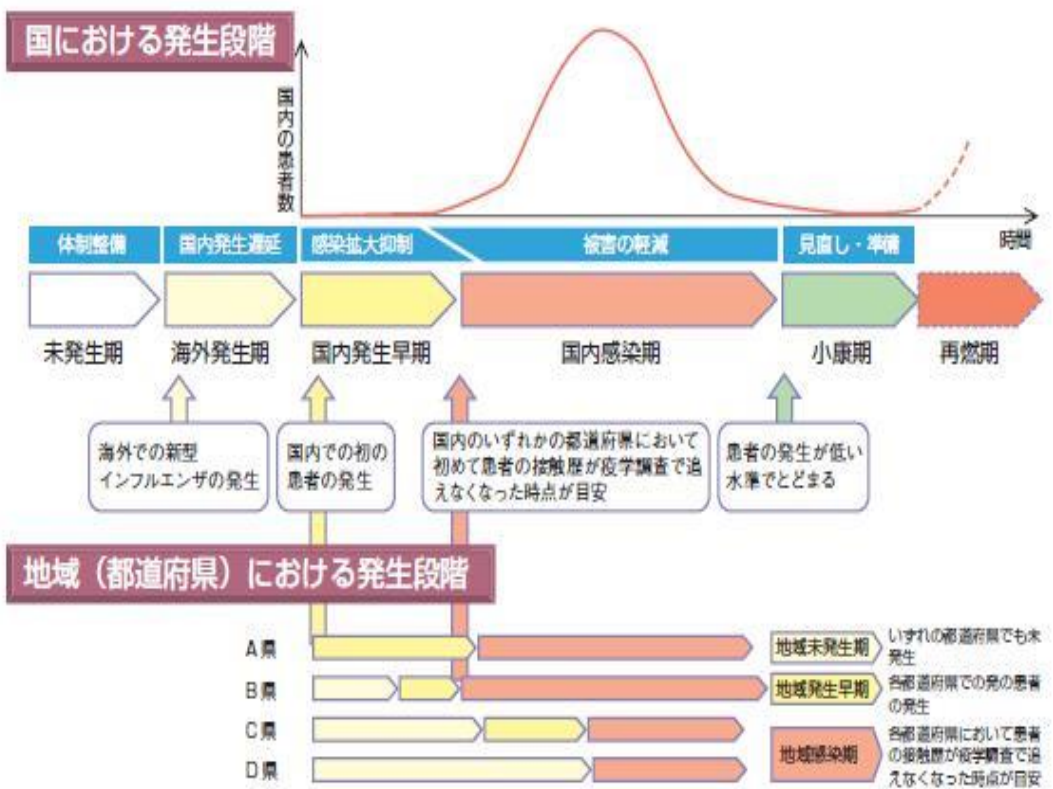 国における発生段階
国内の患者数
時間
体制整備
国内発生遅延
感染拡大抑制
被害の軽減
見直し・準備
未発生期
海外発生期
国内発生早期
国内感染期
小康期
再燃期
海外での新型
インフルエンザの発生
国内での初の
患者の発生
国内のいずれかの都道府県において
初めて患者の接触歴が疫学調査で追
えなくなった時点が目安
患者の発生が低い
水準でとどまる
地域（都道府県）における発生段階
A県
B県
C県
D県
地域未発生期
いずれの都道府県でも未
発生
地域発生早期
各都道府県での発の患者
の発生
地域感染期
各都道府県において患者
の接触歴が疫学調査で追
えなくなった時点が目安